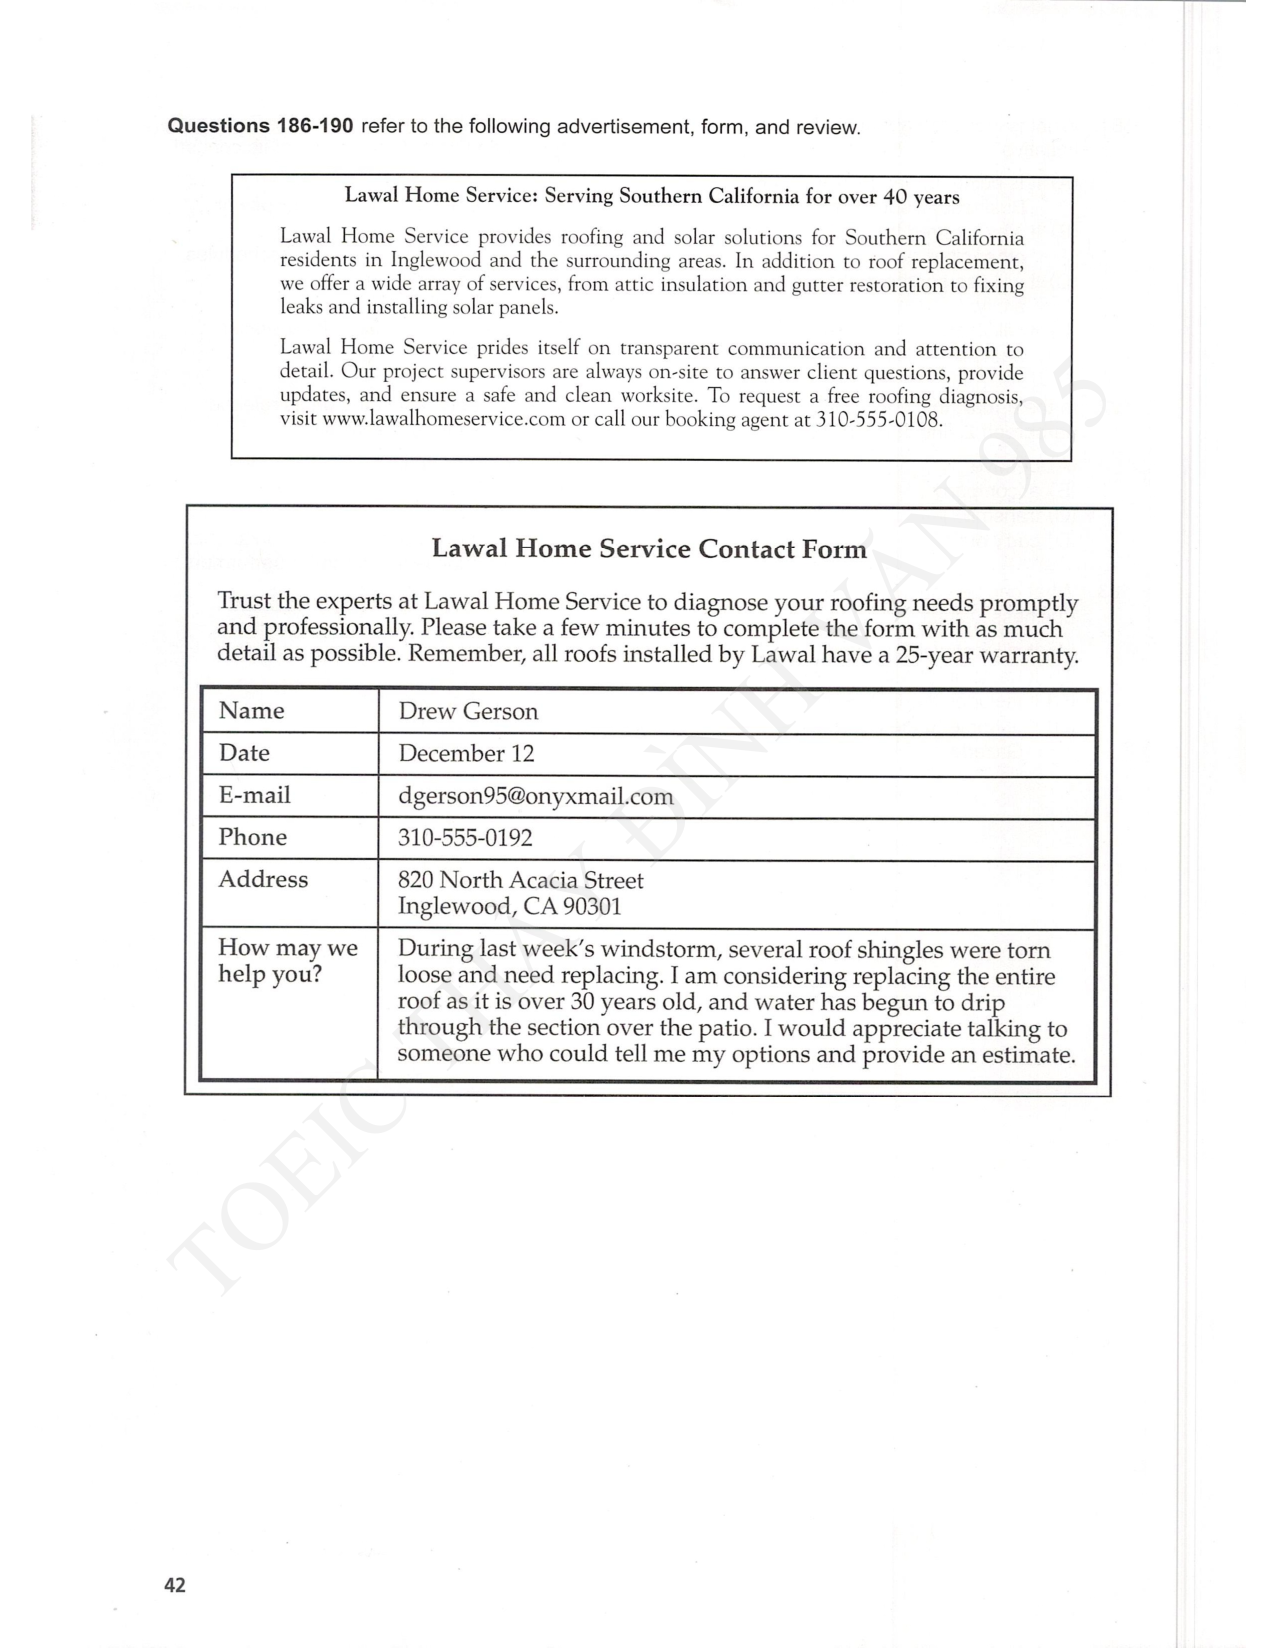 Questions 186-190 refer to the following advertisement, form, and review.
Lawal Home Service: Serving Southern California for over 40 years
Lawal Home Service provides roofing and solar solutions for Southern California
residents in Inglewood and the surrounding areas. In addition to roof replacement,
we offer a wide array of services, from attic insulation and gutter restoration to fixing
leaks and installing solar panels.
Lawal Home Service prides itself on transparent communication and attention to
detail. Our project supervisors are always on-site to answer client questions, provide
updates, and ensure a safe and clean worksite. To request a free roofing diagnosis,
visit www.lawalhomeservice.com or call our booking agent at 310-555-0108.
Lawal Home Service Contact Form
Trust the experts at Lawal Home Service to diagnose your roofing needs promptly
and professionally. Please take a few minutes to complete the form with as much
detail as possible. Remember, all roofs installed by Lawal have a 25-year warranty.
Name Drew Gerson
Date December 12
E-mail dgerson95@onyxmail.com
Phone 310-555-0192
Address 820 North Acacia Street
Inglewood, CA 90301
How may we During last week's windstorm, several roof shingles were torn
help you? loose and need replacing. I am considering replacing the entire
roof as it is over 30 years old, and water has begun to drip
through the section over the patio. I would appreciate talking to
someone who could tell me my options and provide an estimate.
TOEIC THẦY ĐÌNH VĂN 985
42